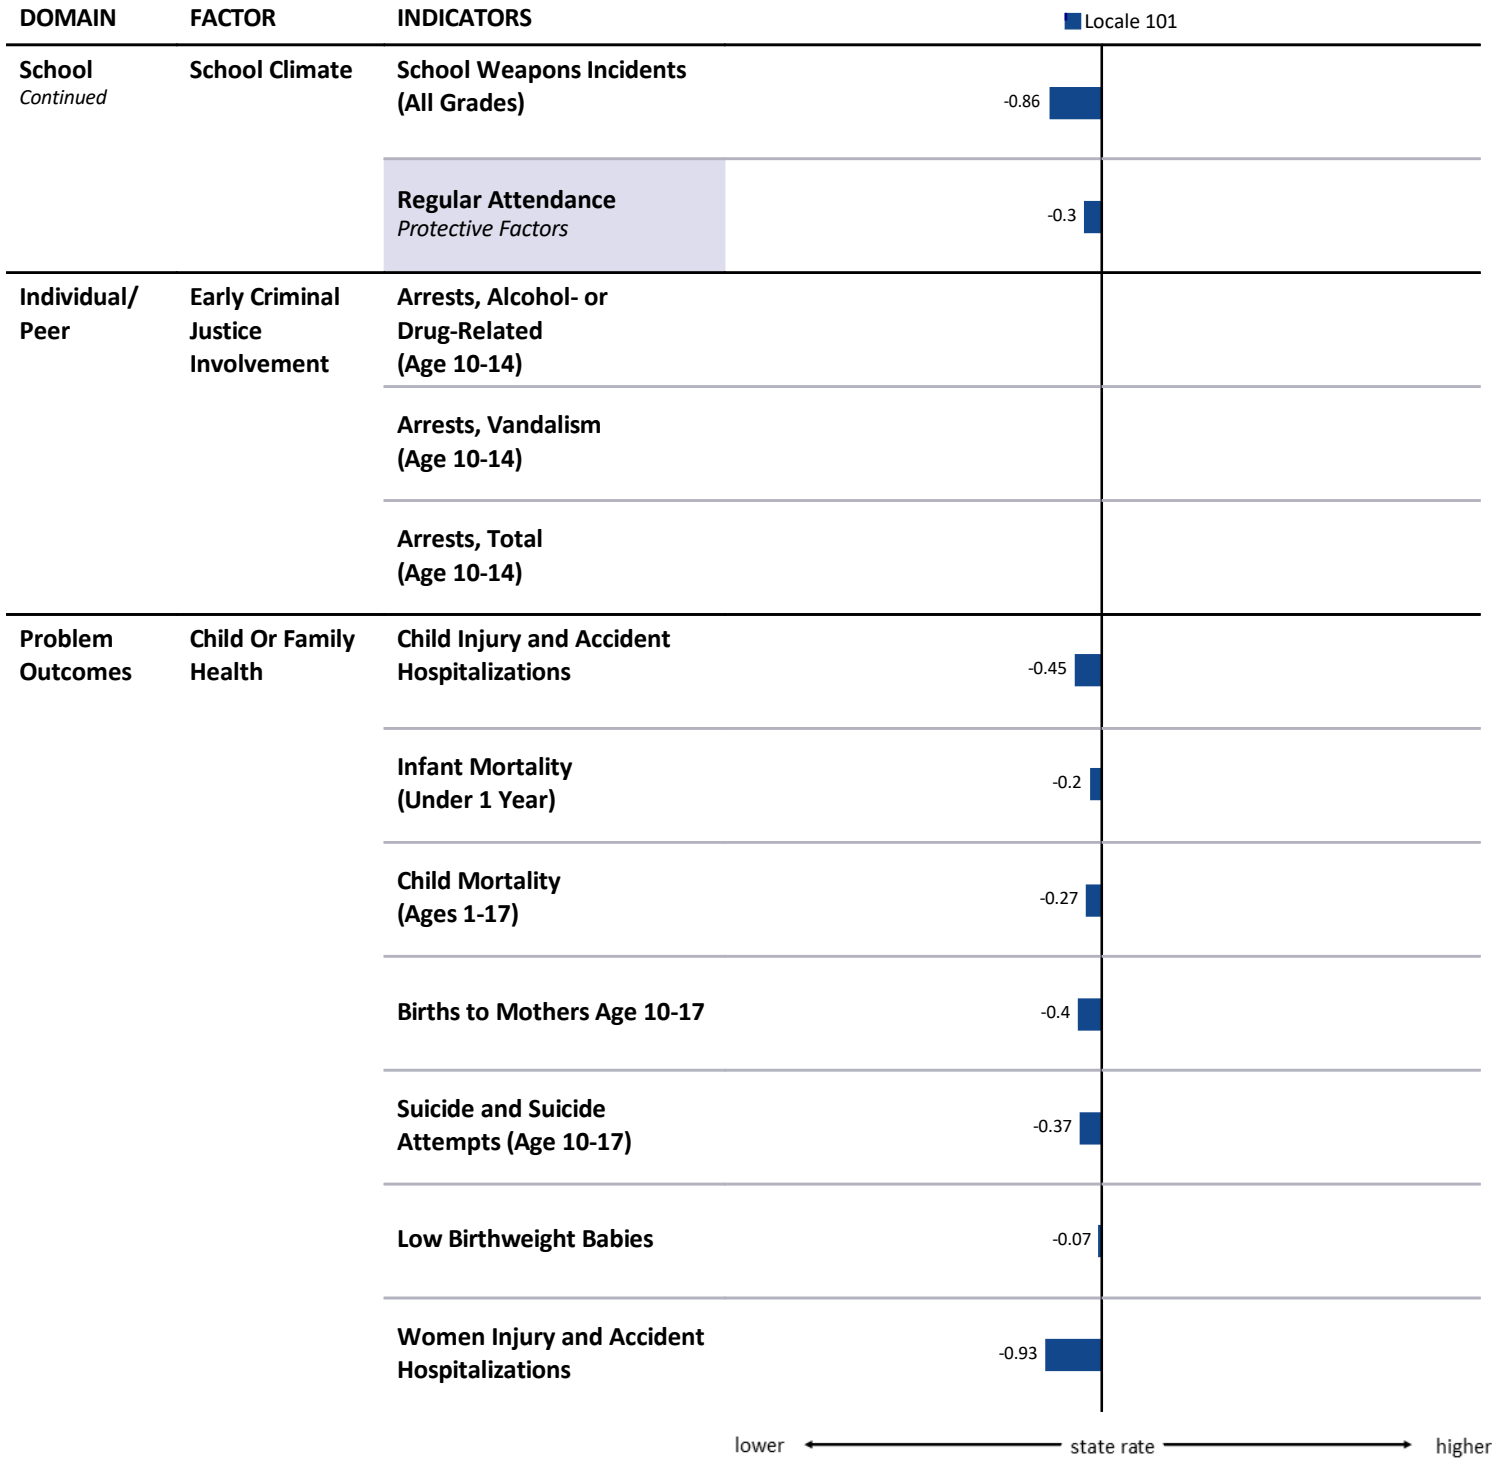 DOMAIN FACTOR INDICATORS Locale 101
School School Climate School Weapons Incidents
Continued (All Grades)
-0.86
Regular Attendance
Protective Factors
-0.3
Individual/ Early Criminal Arrests, Alcohol- or
Peer Justice Drug-Related
Involvement (Age 10-14)
Arrests, Vandalism
(Age 10-14)
Arrests, Total
(Age 10-14)
Problem Child Or Family Child Injury and Accident
Outcomes Health Hospitalizations
-0.45
Infant Mortality
(Under 1 Year)
-0.2
Child Mortality
(Ages 1-17)
-0.27
Births to Mothers Age 10-17 -0.4
Suicide and Suicide
Attempts (Age 10-17)
-0.37
Low Birthweight Babies -0.07
Women Injury and Accident
Hospitalizations
-0.93
lower state rate higher